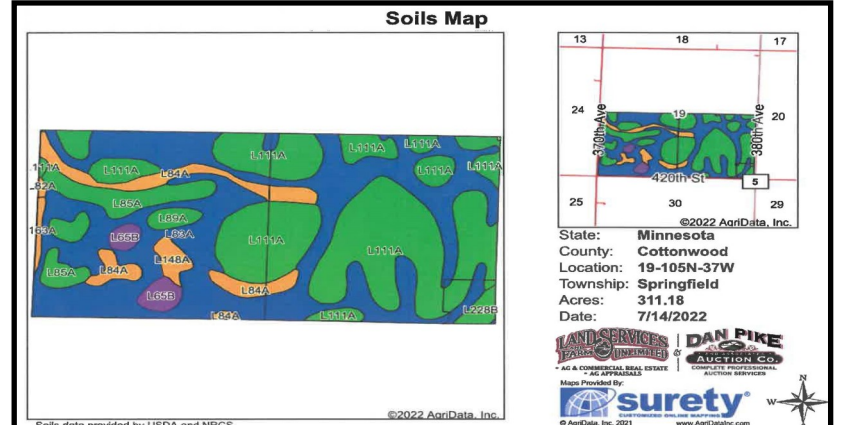 Soils Map
L111A
L111A
L111A
L111A
L111A
L111A
L84A
L82A
L85A
L89A
L83A
163A
L65B
L111A
L111A
L85A
L84A
L148A
L84A
L65B
L84A
L111A
L228B
©2022 AgriData, Inc.
Soils data provided by USDA and NRCS.
13 18 17
24 19 20
370th Ave
380th Ave
420th St
5
25 30 29
©2022 AgriData, Inc.
State: Minnesota
County: Cottonwood
Location: 19-105N-37W
Township: Springfield
Acres: 311.18
Date: 7/14/2022
LAND SERVICES
FARM UNLIMITED
- AG & COMMERCIAL REAL ESTATE
- AG APPRAISALS
&
DAN PIKE
AND ASSOCIATES
AUCTION CO.
COMPLETE PROFESSIONAL
AUCTION SERVICES
Maps Provided By:
surety®
CUSTOMIZED ONLINE MAPPING
© AgriData, Inc. 2021 www.AgriDataInc.com
N
W